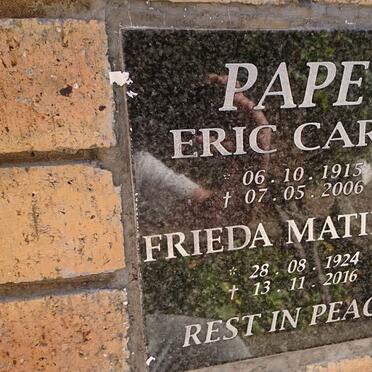 PAPE
ERIC CAR
* 06 . 10 . 1915
† 07 . 05 . 2006
FRIEDA MATI
* 28 . 08 . 1924
† 13 . 11 . 2016
REST IN PEAC